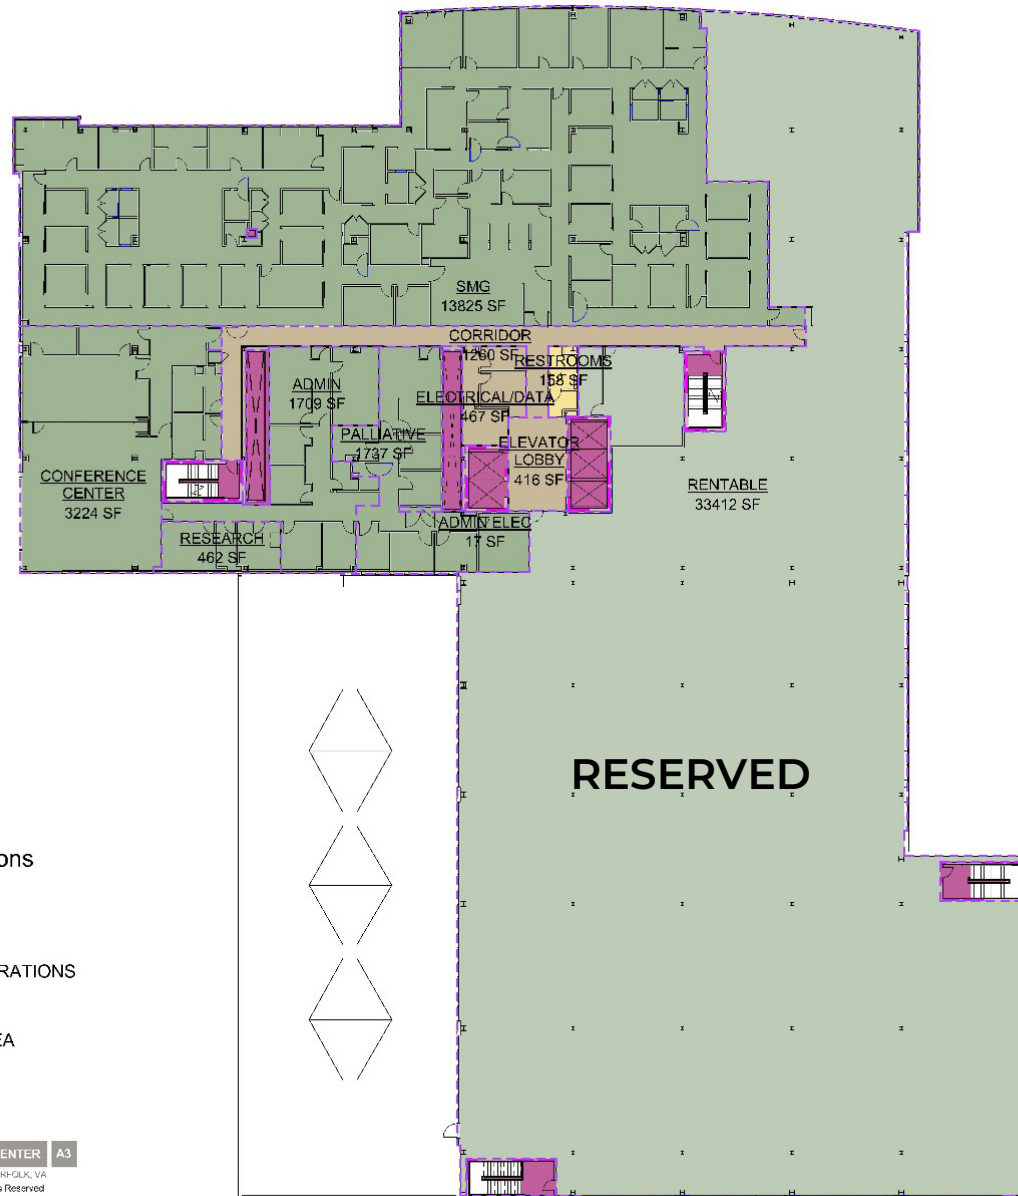 SMG
13825 SF
CORRIDOR
1260 SF
RESTROOMS
158 SF
ADMIN
1709 SF
ELECTRICAL/DATA
467 SF
PALLIATIVE
1737 SF
ELEVATOR
LOBBY
416 SF
CONFERENCE
CENTER
3224 SF
RENTABLE
33412 SF
ADMIN ELEC
17 SF
RESEARCH
462 SF
RESERVED
ons
RATIONS
EA
ENTER A3
RFOLK, VA
s Reserved